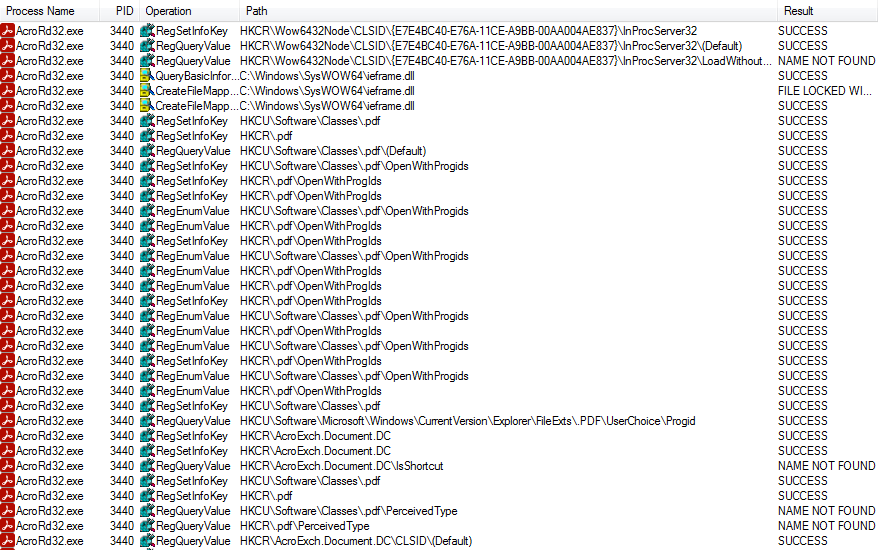 Process Name PID Operation Path Result
AcroRd32.exe 3440 RegSetInfoKey HKCR\Wow6432Node\CLSID\{E7E4BC40-E76A-11CE-A9BB-00AA004AE837}\InProcServer32 SUCCESS
AcroRd32.exe 3440 RegQueryValue HKCR\Wow6432Node\CLSID\{E7E4BC40-E76A-11CE-A9BB-00AA004AE837}\InProcServer32\(Default) SUCCESS
AcroRd32.exe 3440 RegQueryValue HKCR\Wow6432Node\CLSID\{E7E4BC40-E76A-11CE-A9BB-00AA004AE837}\InProcServer32\LoadWithout... NAME NOT FOUND
AcroRd32.exe 3440 QueryBasicInfor... C:\Windows\SysWOW64\ieframe.dll SUCCESS
AcroRd32.exe 3440 CreateFileMapp... C:\Windows\SysWOW64\ieframe.dll FILE LOCKED WI...
AcroRd32.exe 3440 CreateFileMapp... C:\Windows\SysWOW64\ieframe.dll SUCCESS
AcroRd32.exe 3440 RegSetInfoKey HKCU\Software\Classes\.pdf SUCCESS
AcroRd32.exe 3440 RegSetInfoKey HKCR\.pdf SUCCESS
AcroRd32.exe 3440 RegQueryValue HKCU\Software\Classes\.pdf\(Default) SUCCESS
AcroRd32.exe 3440 RegSetInfoKey HKCU\Software\Classes\.pdf\OpenWithProgids SUCCESS
AcroRd32.exe 3440 RegSetInfoKey HKCR\.pdf\OpenWithProgIds SUCCESS
AcroRd32.exe 3440 RegSetInfoKey HKCR\.pdf\OpenWithProgIds SUCCESS
AcroRd32.exe 3440 RegEnumValue HKCU\Software\Classes\.pdf\OpenWithProgids SUCCESS
AcroRd32.exe 3440 RegEnumValue HKCR\.pdf\OpenWithProgIds SUCCESS
AcroRd32.exe 3440 RegSetInfoKey HKCR\.pdf\OpenWithProgIds SUCCESS
AcroRd32.exe 3440 RegEnumValue HKCU\Software\Classes\.pdf\OpenWithProgids SUCCESS
AcroRd32.exe 3440 RegEnumValue HKCR\.pdf\OpenWithProgIds SUCCESS
AcroRd32.exe 3440 RegEnumValue HKCR\.pdf\OpenWithProgIds SUCCESS
AcroRd32.exe 3440 RegSetInfoKey HKCR\.pdf\OpenWithProgIds SUCCESS
AcroRd32.exe 3440 RegEnumValue HKCU\Software\Classes\.pdf\OpenWithProgids SUCCESS
AcroRd32.exe 3440 RegEnumValue HKCR\.pdf\OpenWithProgIds SUCCESS
AcroRd32.exe 3440 RegEnumValue HKCU\Software\Classes\.pdf\OpenWithProgids SUCCESS
AcroRd32.exe 3440 RegSetInfoKey HKCR\.pdf\OpenWithProgIds SUCCESS
AcroRd32.exe 3440 RegEnumValue HKCU\Software\Classes\.pdf\OpenWithProgids SUCCESS
AcroRd32.exe 3440 RegEnumValue HKCR\.pdf\OpenWithProgIds SUCCESS
AcroRd32.exe 3440 RegSetInfoKey HKCU\Software\Classes\.pdf SUCCESS
AcroRd32.exe 3440 RegQueryValue HKCU\Software\Microsoft\Windows\CurrentVersion\Explorer\FileExts\.PDF\UserChoice\Progid SUCCESS
AcroRd32.exe 3440 RegSetInfoKey HKCR\AcroExch.Document.DC SUCCESS
AcroRd32.exe 3440 RegSetInfoKey HKCR\AcroExch.Document.DC SUCCESS
AcroRd32.exe 3440 RegQueryValue HKCR\AcroExch.Document.DC\IsShortcut NAME NOT FOUND
AcroRd32.exe 3440 RegSetInfoKey HKCU\Software\Classes\.pdf SUCCESS
AcroRd32.exe 3440 RegSetInfoKey HKCR\.pdf SUCCESS
AcroRd32.exe 3440 RegQueryValue HKCU\Software\Classes\.pdf\PerceivedType NAME NOT FOUND
AcroRd32.exe 3440 RegQueryValue HKCR\.pdf\PerceivedType NAME NOT FOUND
AcroRd32.exe 3440 RegQueryValue HKCR\AcroExch.Document.DC\CLSID\(Default) SUCCESS